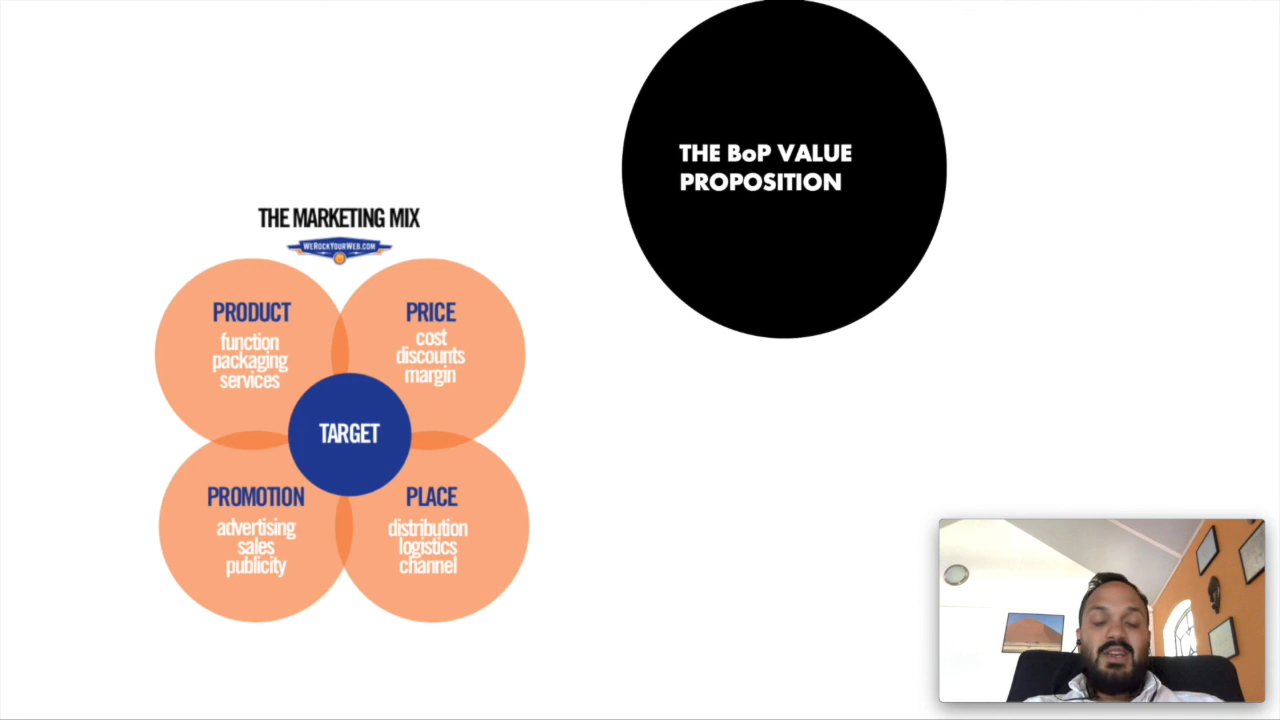 THE BoP VALUE
PROPOSITION
THE MARKETING MIX
WEROCKYOURWEB.COM
PRODUCT
function
packaging
services
PRICE
cost
discounts
margin
TARGET
PROMOTION
advertising
sales
publicity
PLACE
distribution
logistics
channel